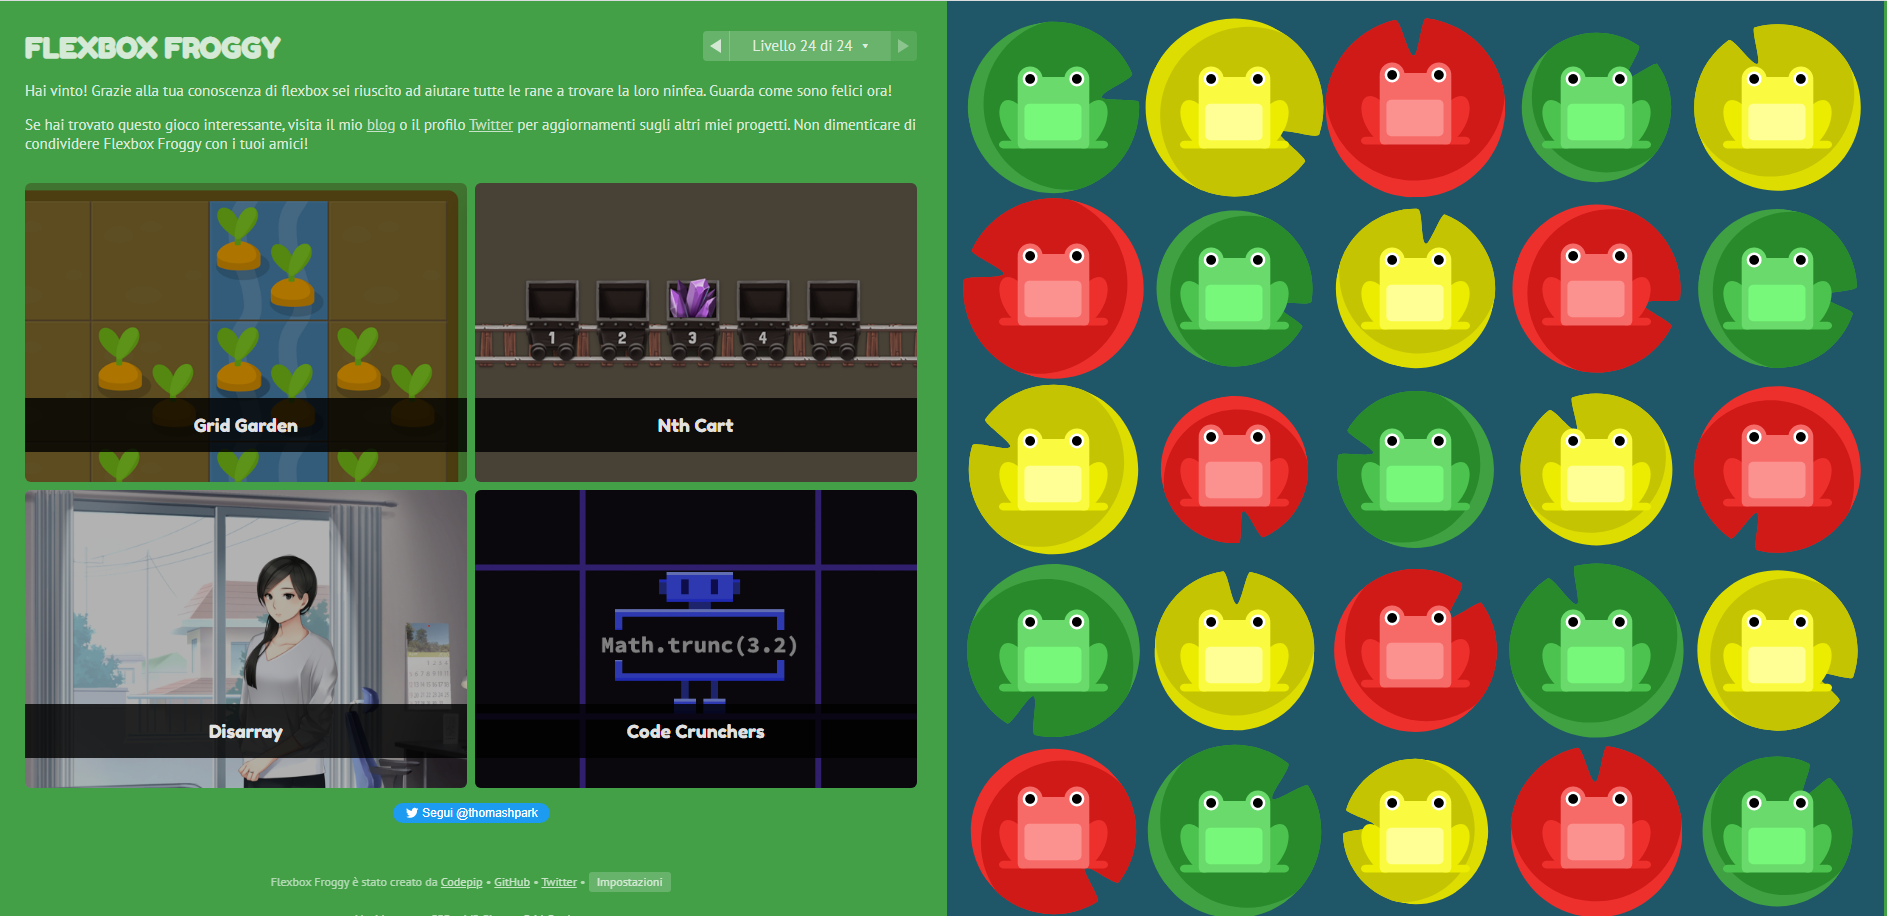 FLEXBOX FROGGY
Livello 24 di 24
Hai vinto! Grazie alla tua conoscenza di flexbox sei riuscito ad aiutare tutte le rane a trovare la loro ninfea. Guarda come sono felici ora!
Se hai trovato questo gioco interessante, visita il mio blog o il profilo Twitter per aggiornamenti sugli altri miei progetti. Non dimenticare di
condividere Flexbox Froggy con i tuoi amici!
1 2 3 4 5
Grid Garden
Nth Cart
Math.trunc(3.2)
Disarray
Code Crunchers
Segui @thomashpark
Flexbox Froggy è stato creato da Codepip • GitHub • Twitter • Impostazioni